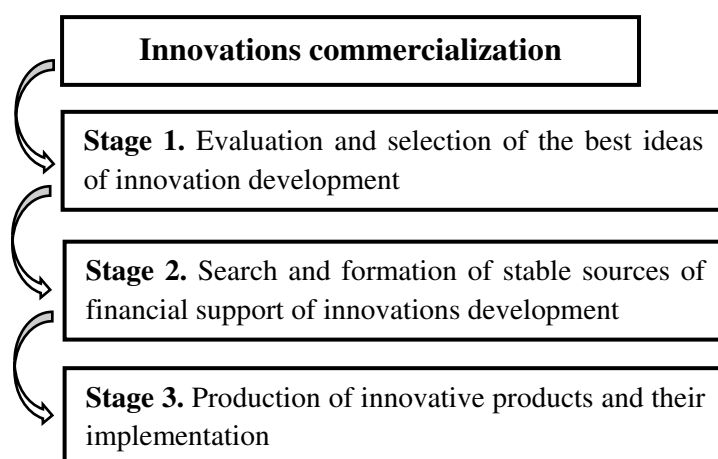 Innovations commercialization
Stage 1. Evaluation and selection of the best ideas
of innovation development
Stage 2. Search and formation of stable sources of
financial support of innovations development
Stage 3. Production of innovative products and their
implementation